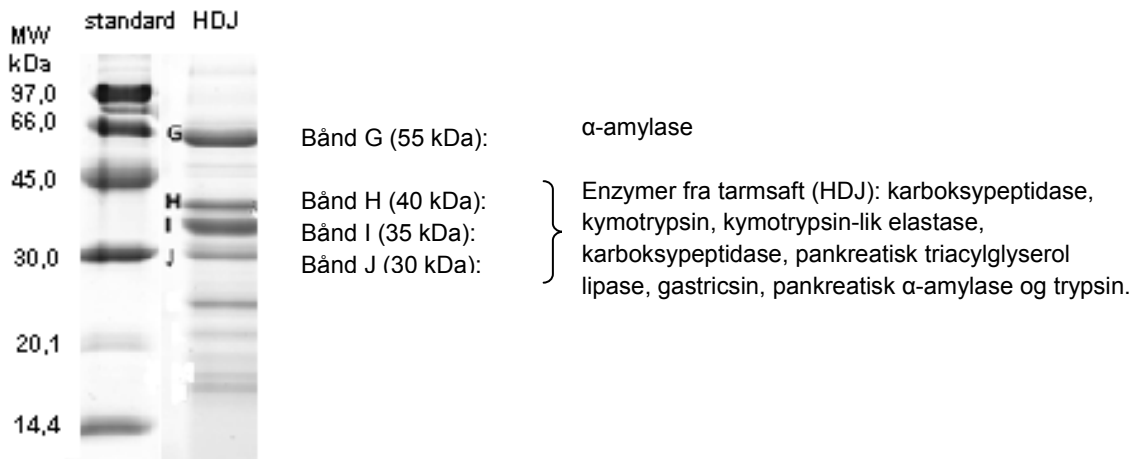 standard HDJ
MW
kDa
97,0
66,0
45,0
30,0
20,1
14,4
G
H
I
J
Bånd G (55 kDa):
α-amylase
Bånd H (40 kDa):
Bånd I (35 kDa):
Bånd J (30 kDa):
Enzymer fra tarmsaft (HDJ): karboksypeptidase,
kymotrypsin, kymotrypsin-lik elastase,
karboksypeptidase, pankreatisk triacylglyserol
lipase, gastricsin, pankreatisk α-amylase og trypsin.